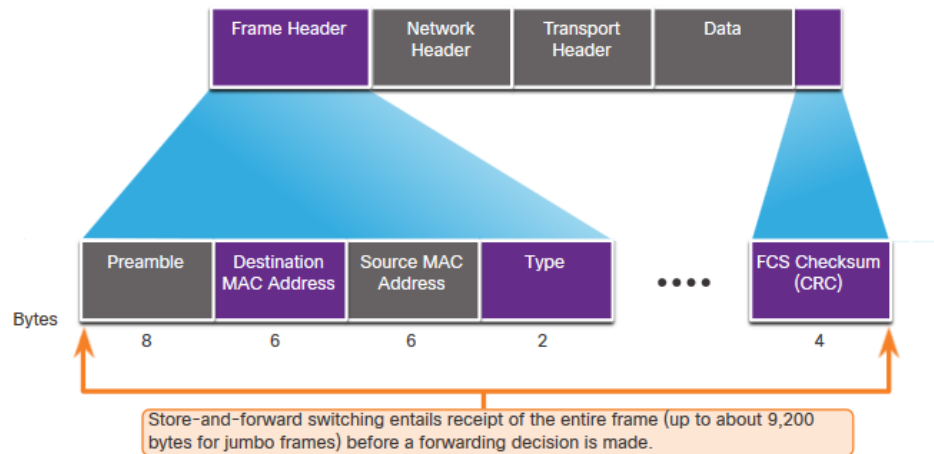 Frame Header
Network
Header
Transport
Header
Data
Preamble
Destination
MAC Address
Source MAC
Address
Type
••••
FCS Checksum
(CRC)
Bytes
8
6
6
2
4
Store-and-forward switching entails receipt of the entire frame (up to about 9,200
bytes for jumbo frames) before a forwarding decision is made.